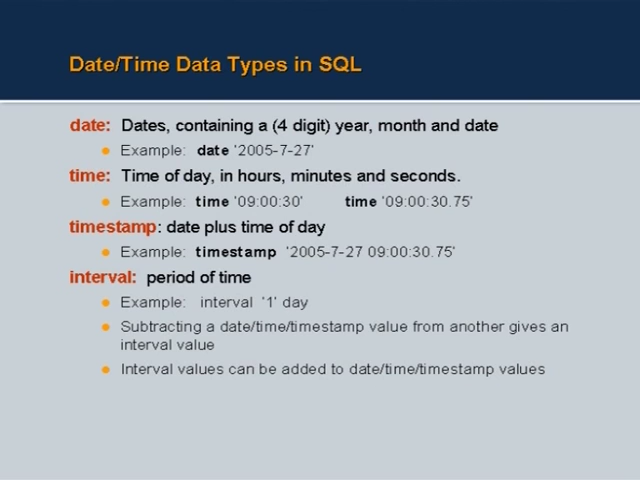 Date/Time Data Types in SQL
date: Dates, containing a (4 digit) year, month and date
Example: date '2005-7-27'
time: Time of day, in hours, minutes and seconds.
Example: time '09:00:30' time '09:00:30.75'
timestamp: date plus time of day
Example: timestamp '2005-7-27 09:00:30.75'
interval: period of time
Example: interval '1' day
Subtracting a date/time/timestamp value from another gives an
interval value
Interval values can be added to date/time/timestamp values